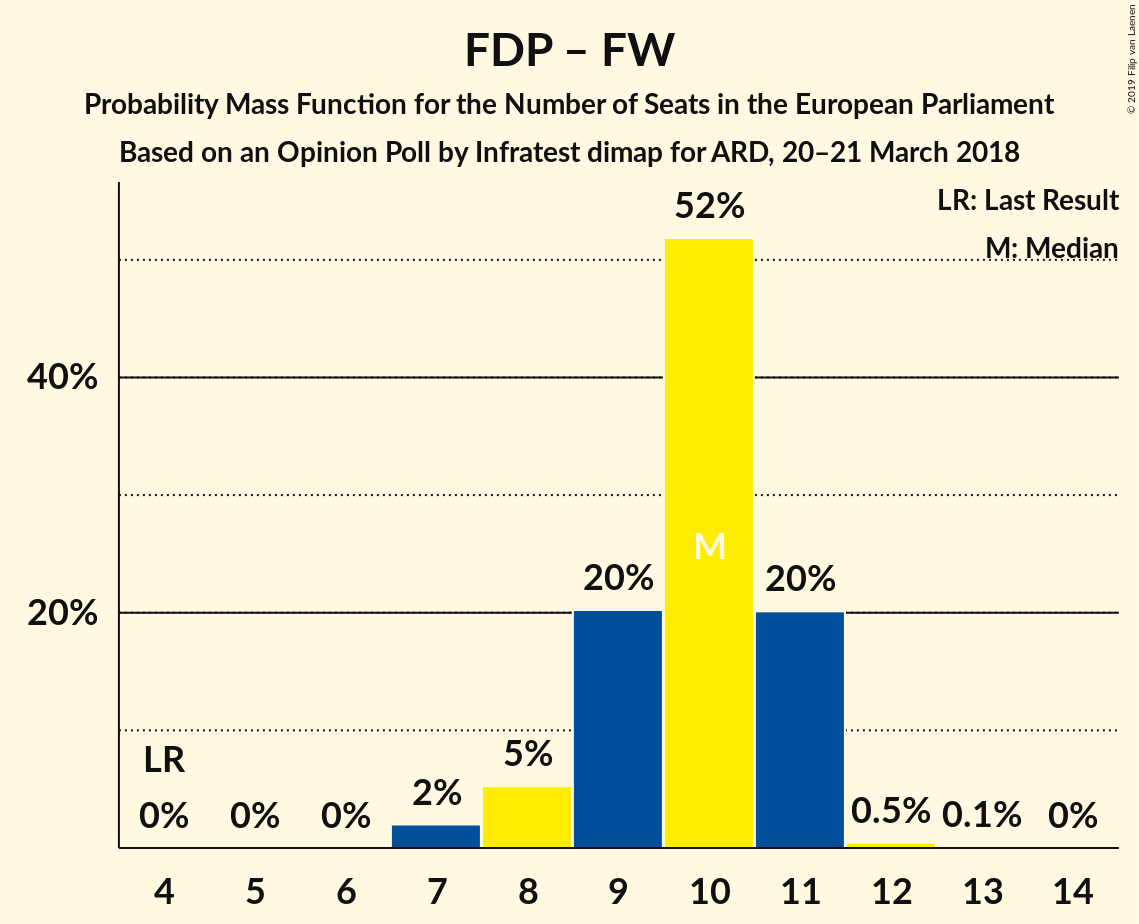 FDP – FW
Probability Mass Function for the Number of Seats in the European Parliament
Based on an Opinion Poll by Infratest dimap for ARD, 20–21 March 2018
© 2019 Filip van Laenen
LR: Last Result
M: Median
52%
40%
M
20%
20%
20%
LR
5%
2%
0%
0%
0%
0.5%
0.1%
0%
4 5 6 7 8 9 10 11 12 13 14